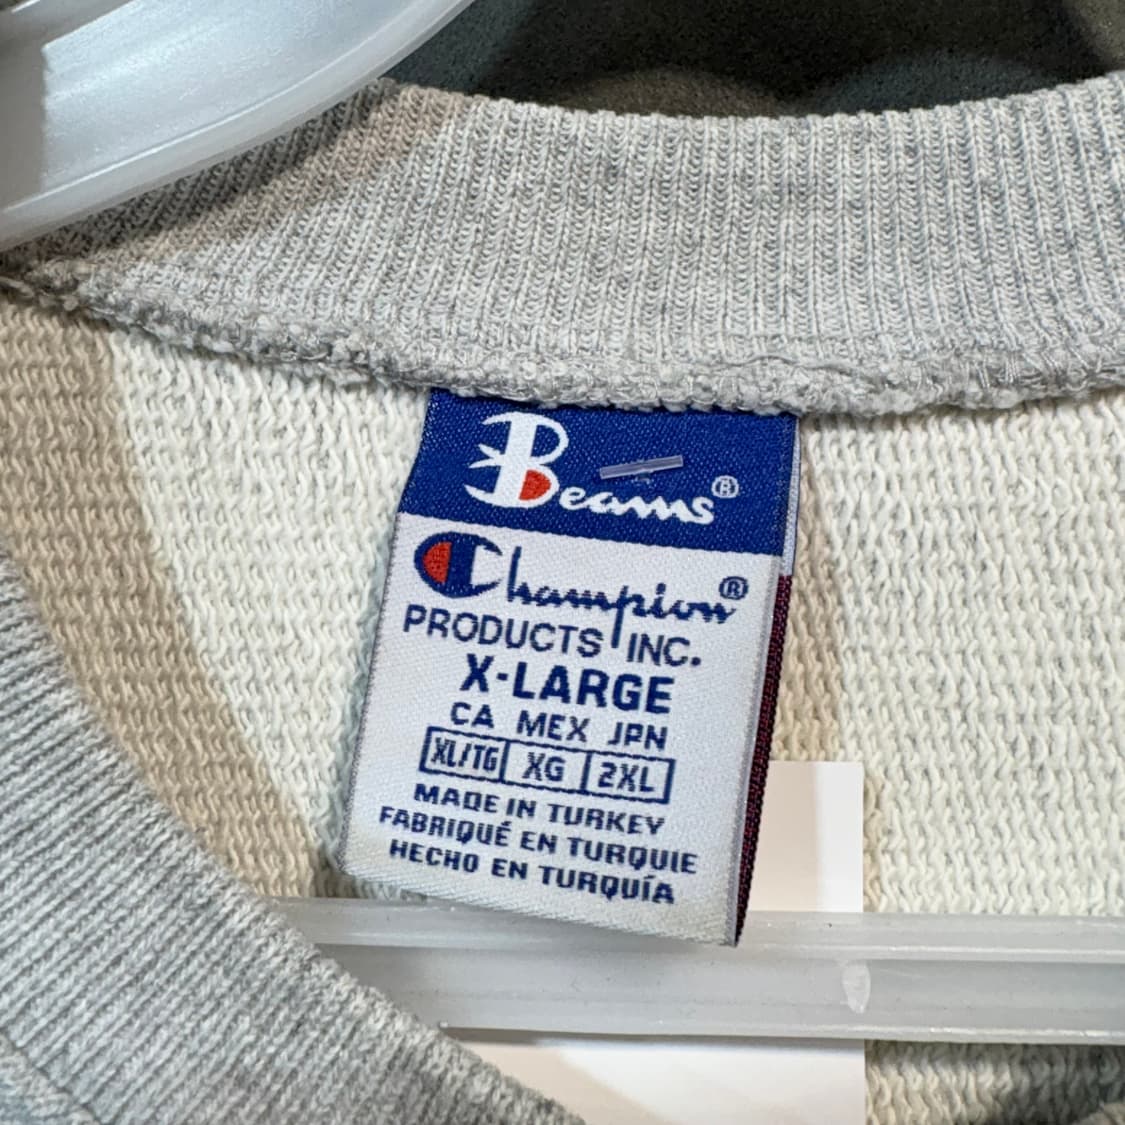 Beams®
Champion®
PRODUCTS INC.
X-LARGE
CA MEX JPN
XL/TG XG 2XL
MADE IN TURKEY
FABRIQUÉ EN TURQUIE
HECHO EN TURQUÍA